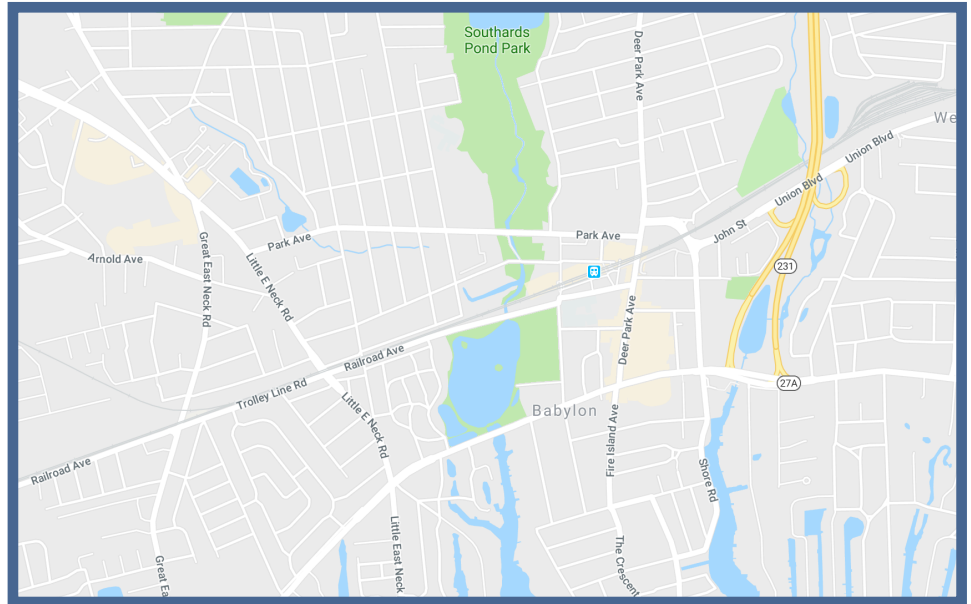 Southards
Pond Park
Deer Park Ave
We
Union Blvd
Union Blvd
John St
Park Ave
Park Ave
Arnold Ave
Great East Neck Rd
Little E Neck Rd
231
Deer Park Ave
Railroad Ave
Trolley Line Rd
27A
Babylon
Little E Neck Rd
Fire Island Ave
Railroad Ave
Shore Rd
Little East Neck
The Crescent
Great Ea